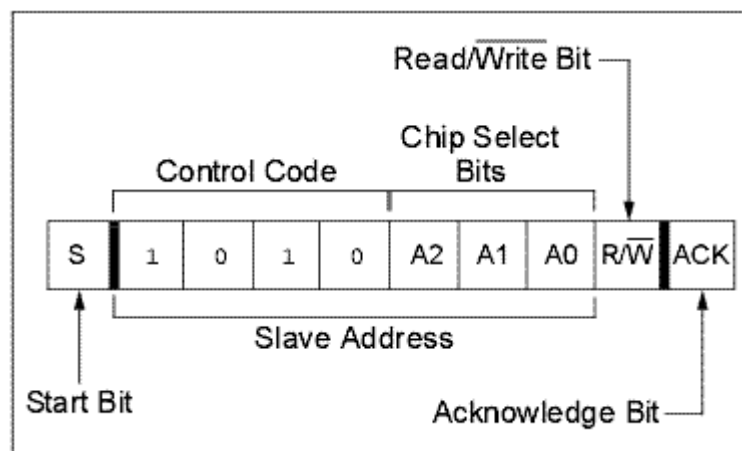 Read/Write Bit
Chip Select
Bits
Control Code
S 1 0 1 0 A2 A1 A0 R/W ACK
Slave Address
Start Bit
Acknowledge Bit